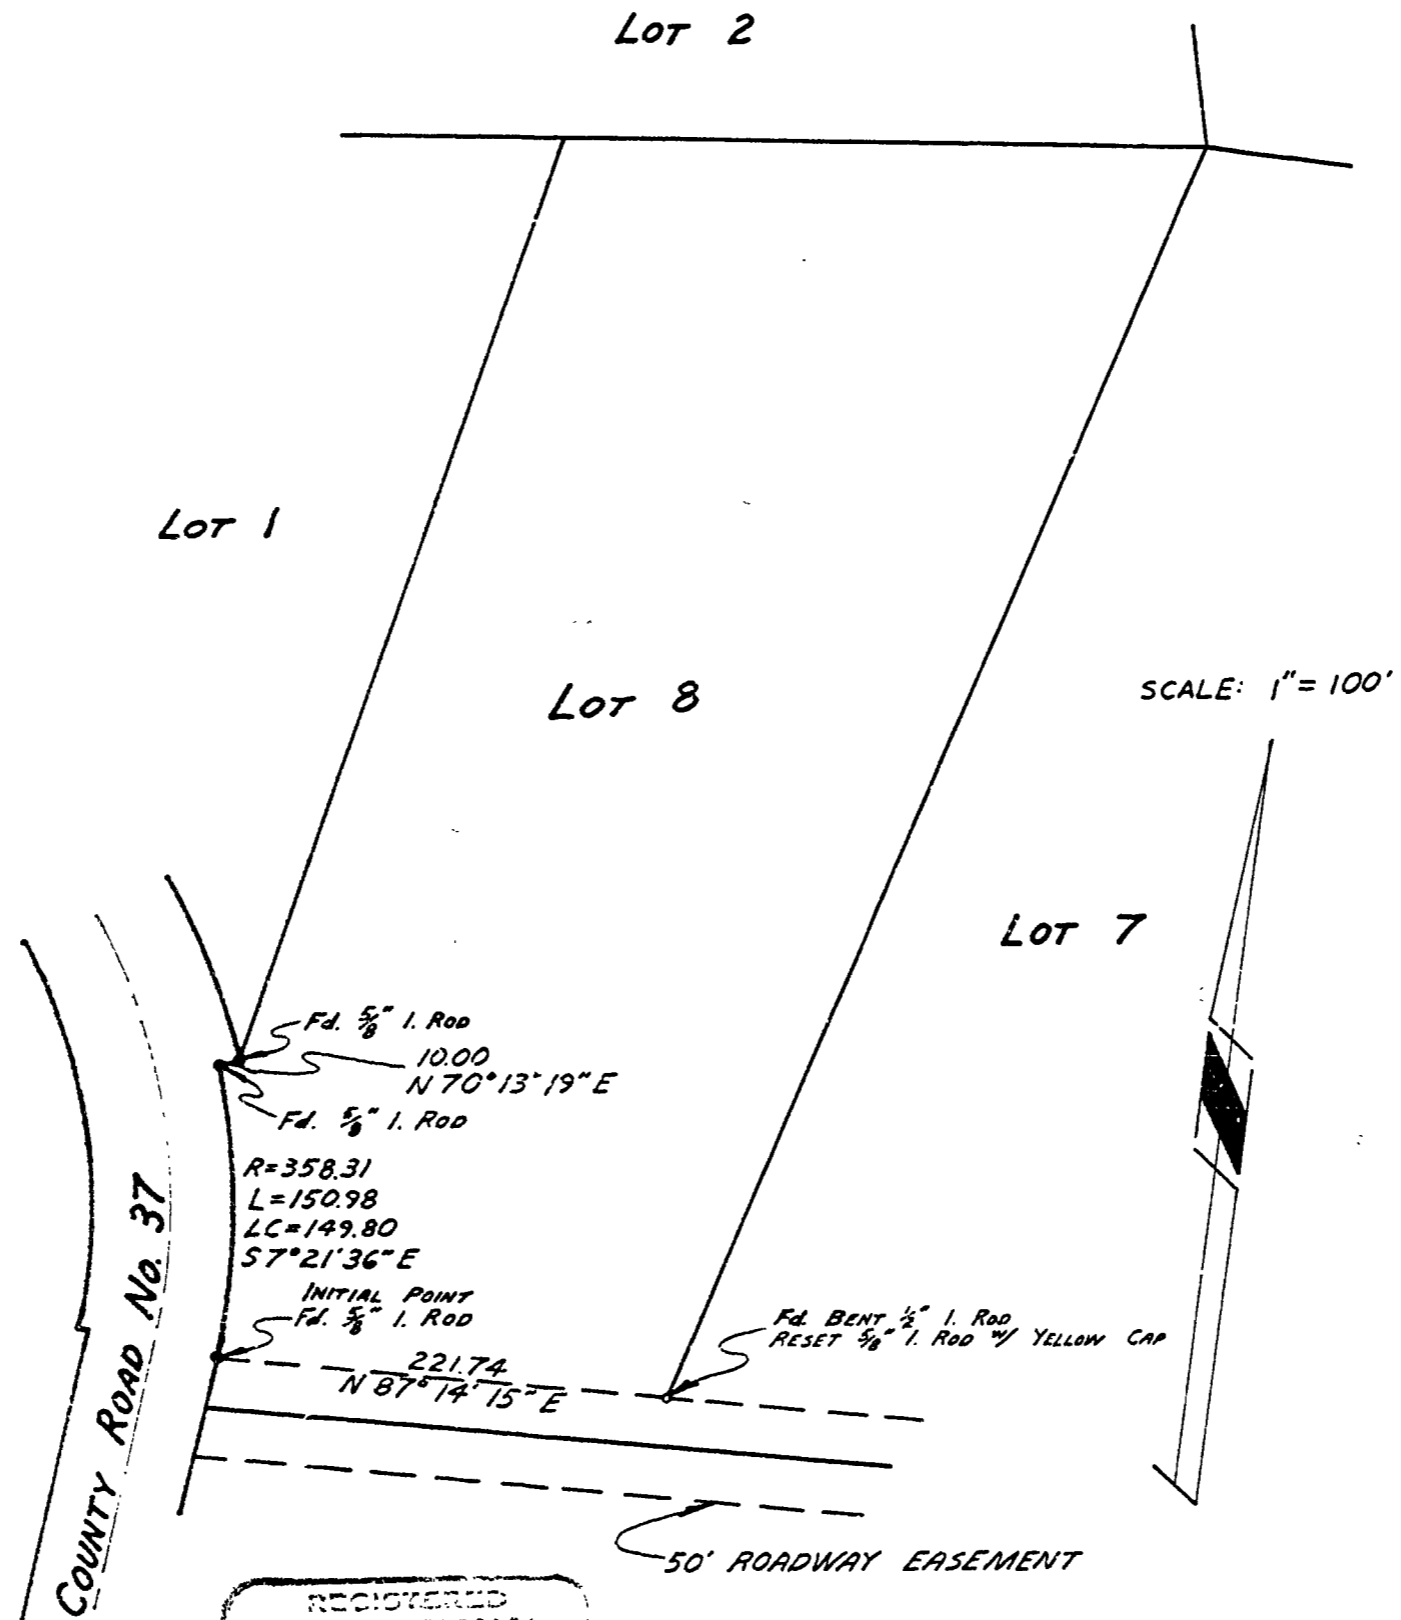 LOT 2
LOT 1
LOT 8
SCALE: 1"= 100'
LOT 7
Fd. 5/8" I. ROD
10.00
N 70°13'19" E
Fd. 5/8" I. ROD
R=358.31
L=150.98
LC=149.80
S 7°21'36" E
INITIAL POINT
Fd. 5/8" I. ROD
COUNTY ROAD No. 37
Fd. BENT 1/2" I. ROD
RESET 5/8" I. ROD W/ YELLOW CAP
221.74
N 87°14'15" E
50' ROADWAY EASEMENT
REGISTERED